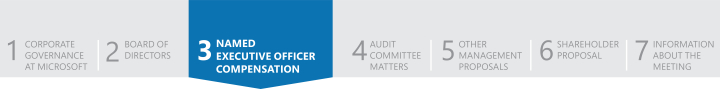 1 CORPORATE
GOVERNANCE
AT MICROSOFT
2 BOARD OF
DIRECTORS
3 NAMED
EXECUTIVE OFFICER
COMPENSATION
4 AUDIT
COMMITTEE
MATTERS
5 OTHER
MANAGEMENT
PROPOSALS
6 SHAREHOLDER
PROPOSAL
7 INFORMATION
ABOUT THE
MEETING